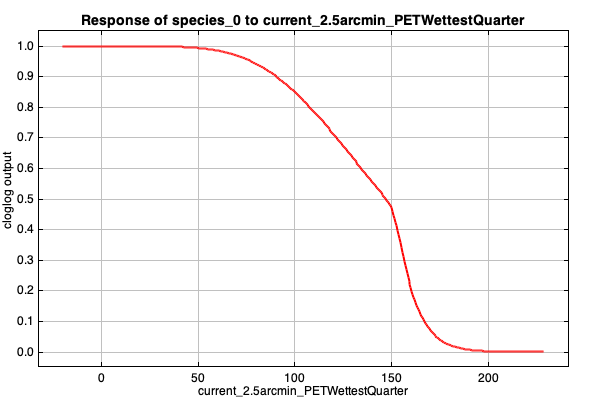 Response of species_0 to current_2.5arcmin_PETWettestQuarter
1.0
0.9
0.8
0.7
0.6
0.5
0.4
0.3
0.2
0.1
0.0
cloglog output
0 50 100 150 200
current_2.5arcmin_PETWettestQuarter